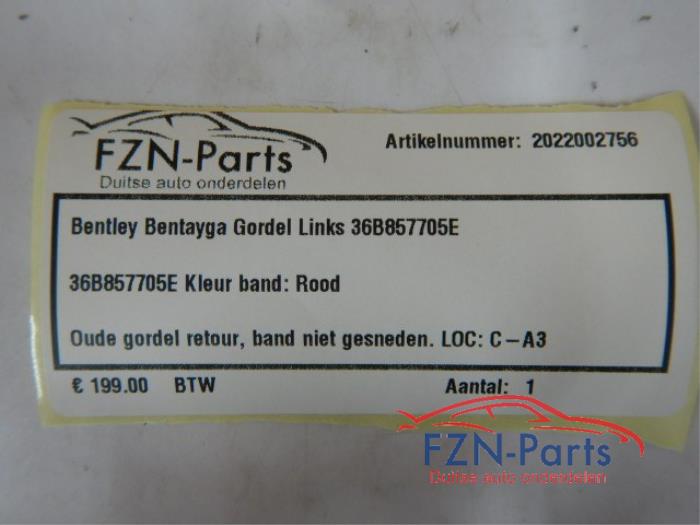 FZN-Parts
Duitse auto onderdelen
Artikelnummer: 2022002756
Bentley Bentayga Gordel Links 36B857705E
36B857705E Kleur band: Rood
Oude gordel retour, band niet gesneden. LOC: C-A3
€ 199.00 BTW Aantal: 1
FZN-Parts
Duitse auto onderdelen